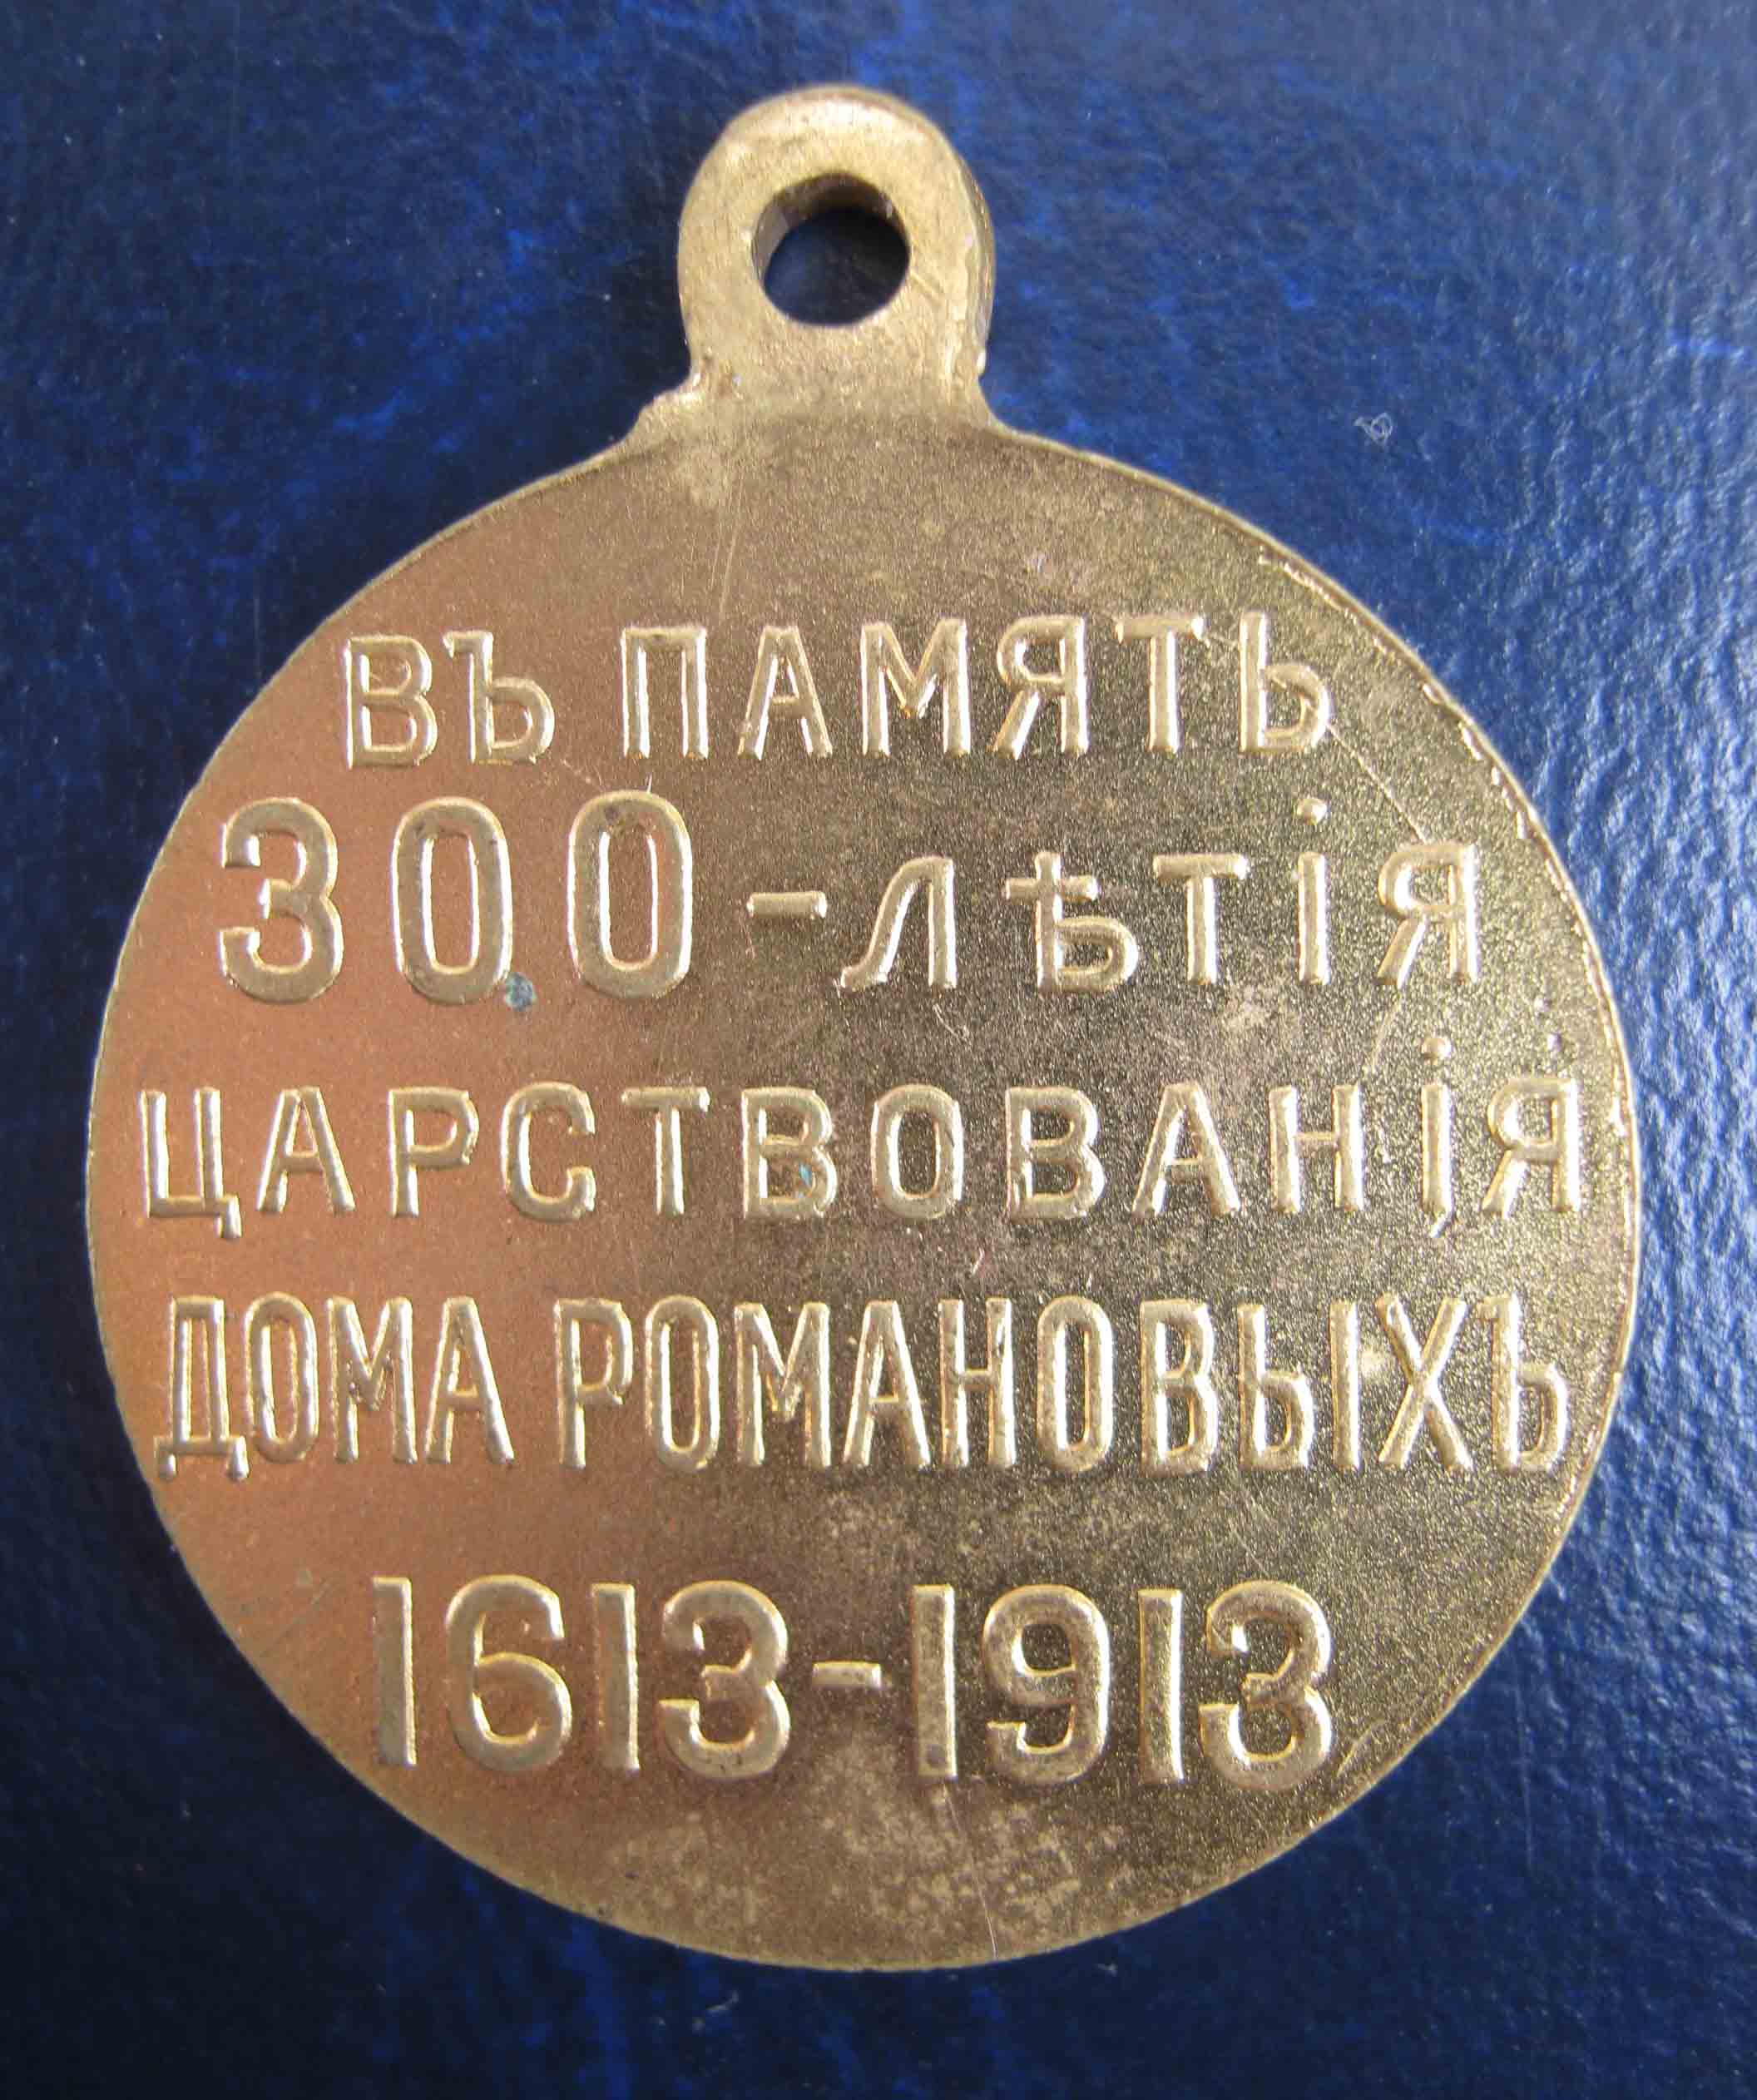 ВЪ ПАМЯТЬ
300-ЛѢТІЯ
ЦАРСТВОВАНІЯ
ДОМА РОМАНОВЫХЪ
1613-1913